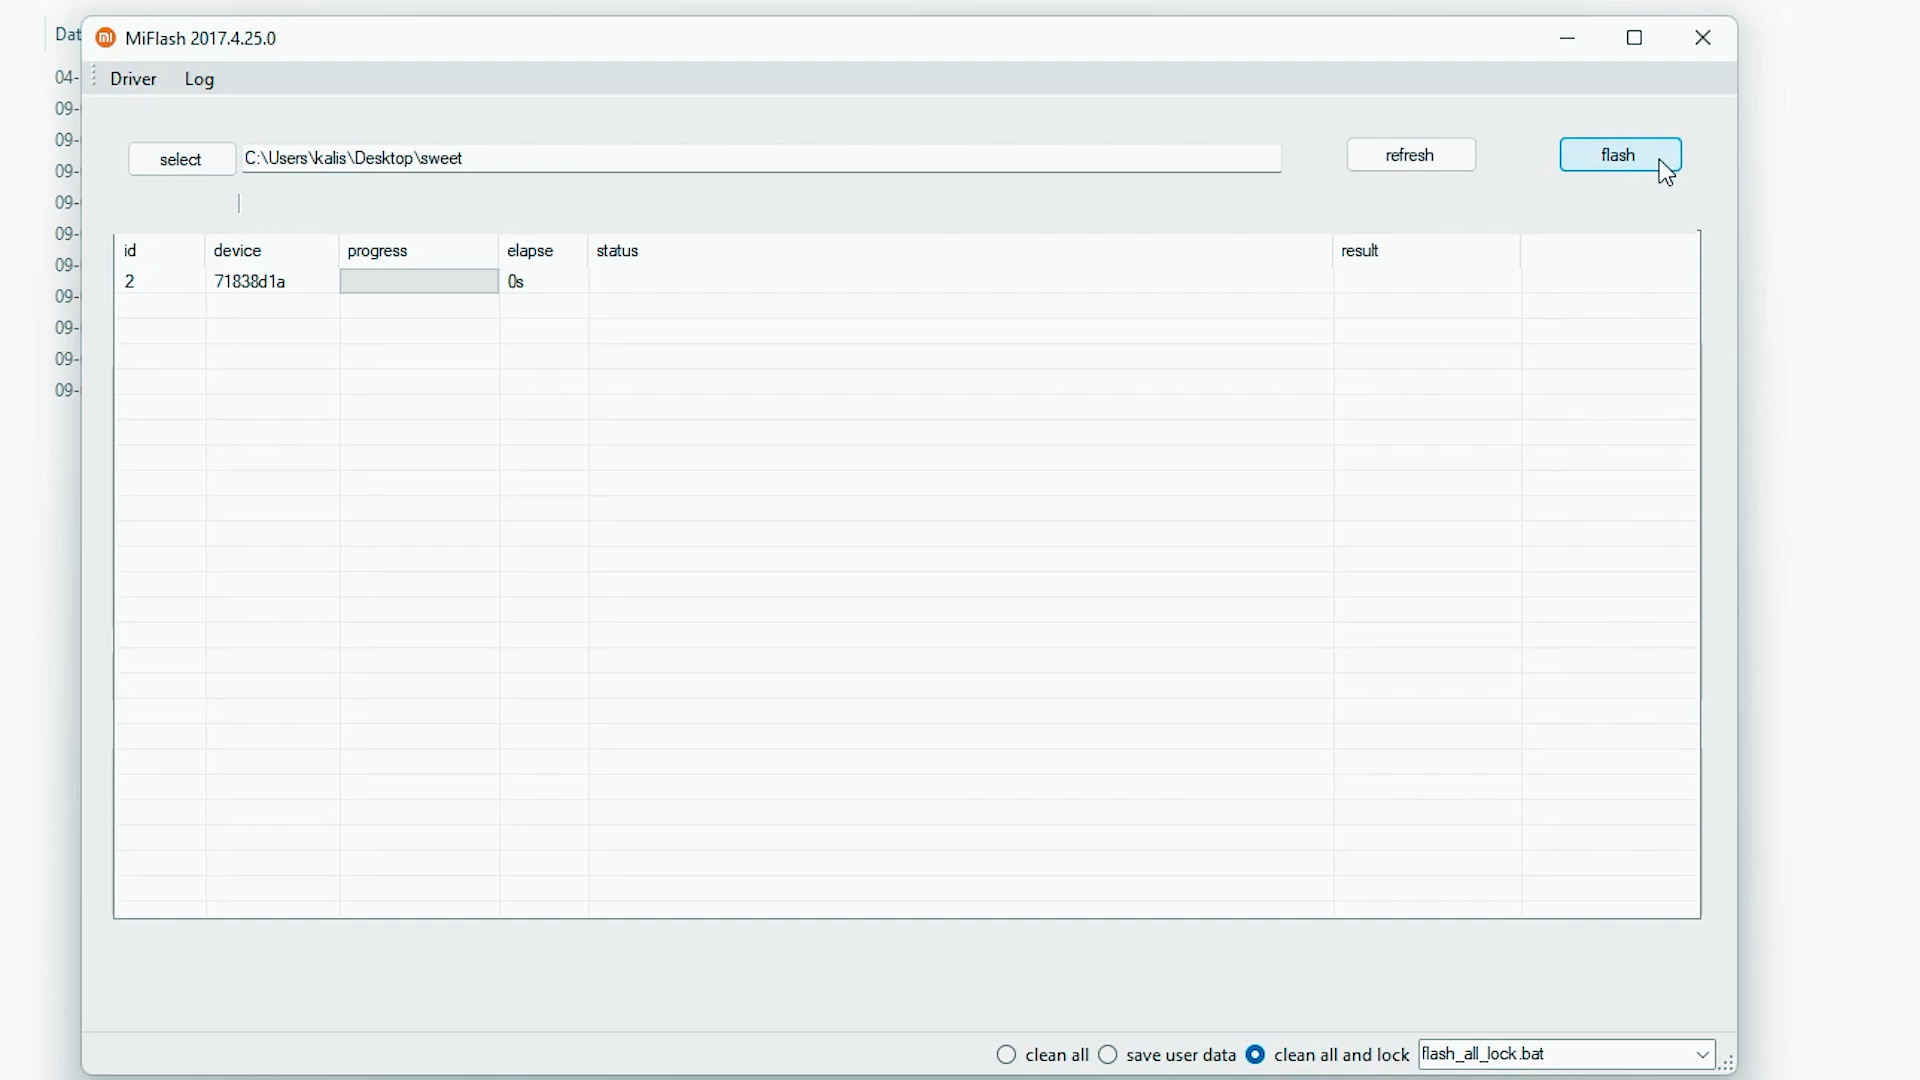 Dat
MiFlash 2017.4.25.0
Driver Log
select C:\Users\kalis\Desktop\sweet refresh flash
id device progress elapse status result
2 71838d1a 0s
04-
09-
09-
09-
09-
09-
09-
09-
09-
09-
09-
clean all save user data clean all and lock flash_all_lock.bat